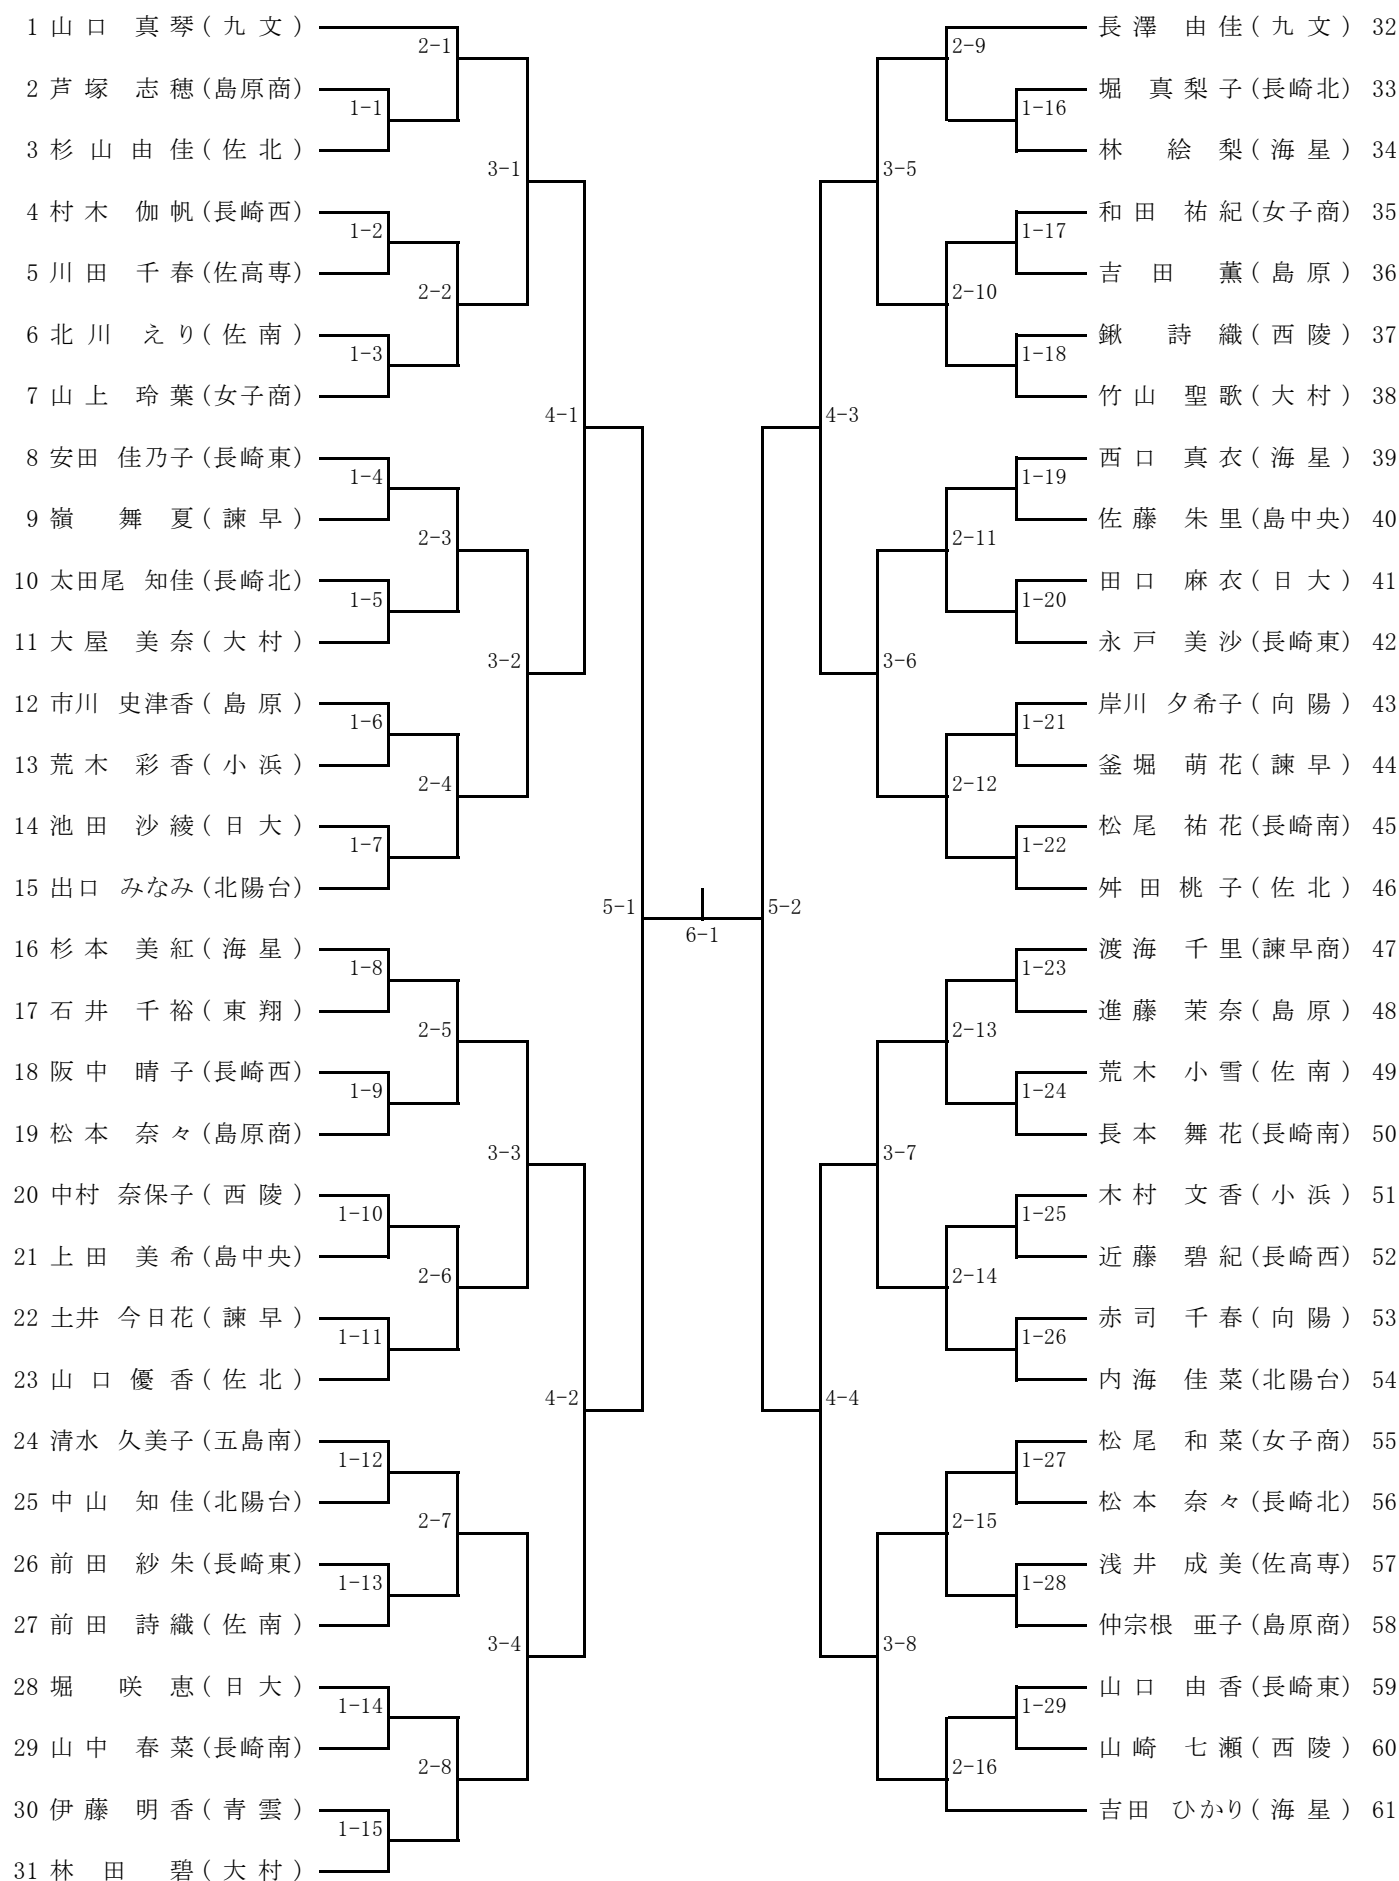 1 山口 真琴(九文)
2-1
2 芦塚 志穂(島原商)
1-1
3 杉山由佳(佐北)
3-1
4 村木 伽帆(長崎西)
1-2
5 川田 千春(佐高専)
2-2
6 北川 えり(佐南)
1-3
7 山上 玲葉(女子商)
4-1
8 安田 佳乃子(長崎東)
1-4
9 嶺 舞夏(諫早)
2-3
10 太田尾 知佳(長崎北)
1-5
11 大屋 美奈(大村)
3-2
12 市川 史津香(島原)
1-6
13 荒木 彩香(小浜)
2-4
14 池田 沙綾(日大)
1-7
15 出口 みなみ(北陽台)
5-1
16 杉本 美紅(海星)
1-8
17 石井 千裕(東翔)
2-5
18 阪中 晴子(長崎西)
1-9
19 松本 奈々(島原商)
3-3
20 中村 奈保子(西陵)
1-10
21 上田 美希(島中央)
2-6
22 土井 今日花(諫早)
1-11
23 山口優香(佐北)
4-2
24 清水 久美子(五島南)
1-12
25 中山 知佳(北陽台)
2-7
26 前田 紗朱(長崎東)
1-13
27 前田 詩織(佐南)
3-4
28 堀 咲恵(日大)
1-14
29 山中 春菜(長崎南)
2-8
30 伊藤 明香(青雲)
1-15
31 林田 碧(大村)
6-1
長澤 由佳(九文) 32
2-9
堀 真梨子(長崎北) 33
1-16
林 絵梨(海星) 34
3-5
和田 祐紀(女子商) 35
1-17
吉田 薫(島原) 36
2-10
鍬 詩織(西陵) 37
1-18
竹山 聖歌(大村) 38
4-3
西口 真衣(海星) 39
1-19
佐藤 朱里(島中央) 40
2-11
田口 麻衣(日大) 41
1-20
永戸 美沙(長崎東) 42
3-6
岸川 夕希子(向陽) 43
1-21
釜堀 萌花(諫早) 44
2-12
松尾 祐花(長崎南) 45
1-22
舛田桃子(佐北) 46
5-2
渡海 千里(諫早商) 47
1-23
進藤 茉奈(島原) 48
2-13
荒木 小雪(佐南) 49
1-24
長本 舞花(長崎南) 50
3-7
木村 文香(小浜) 51
1-25
近藤 碧紀(長崎西) 52
2-14
赤司 千春(向陽) 53
1-26
内海 佳菜(北陽台) 54
4-4
松尾 和菜(女子商) 55
1-27
松本 奈々(長崎北) 56
2-15
浅井 成美(佐高専) 57
1-28
仲宗根 亜子(島原商) 58
3-8
山口 由香(長崎東) 59
1-29
山崎 七瀬(西陵) 60
2-16
吉田 ひかり(海星) 61